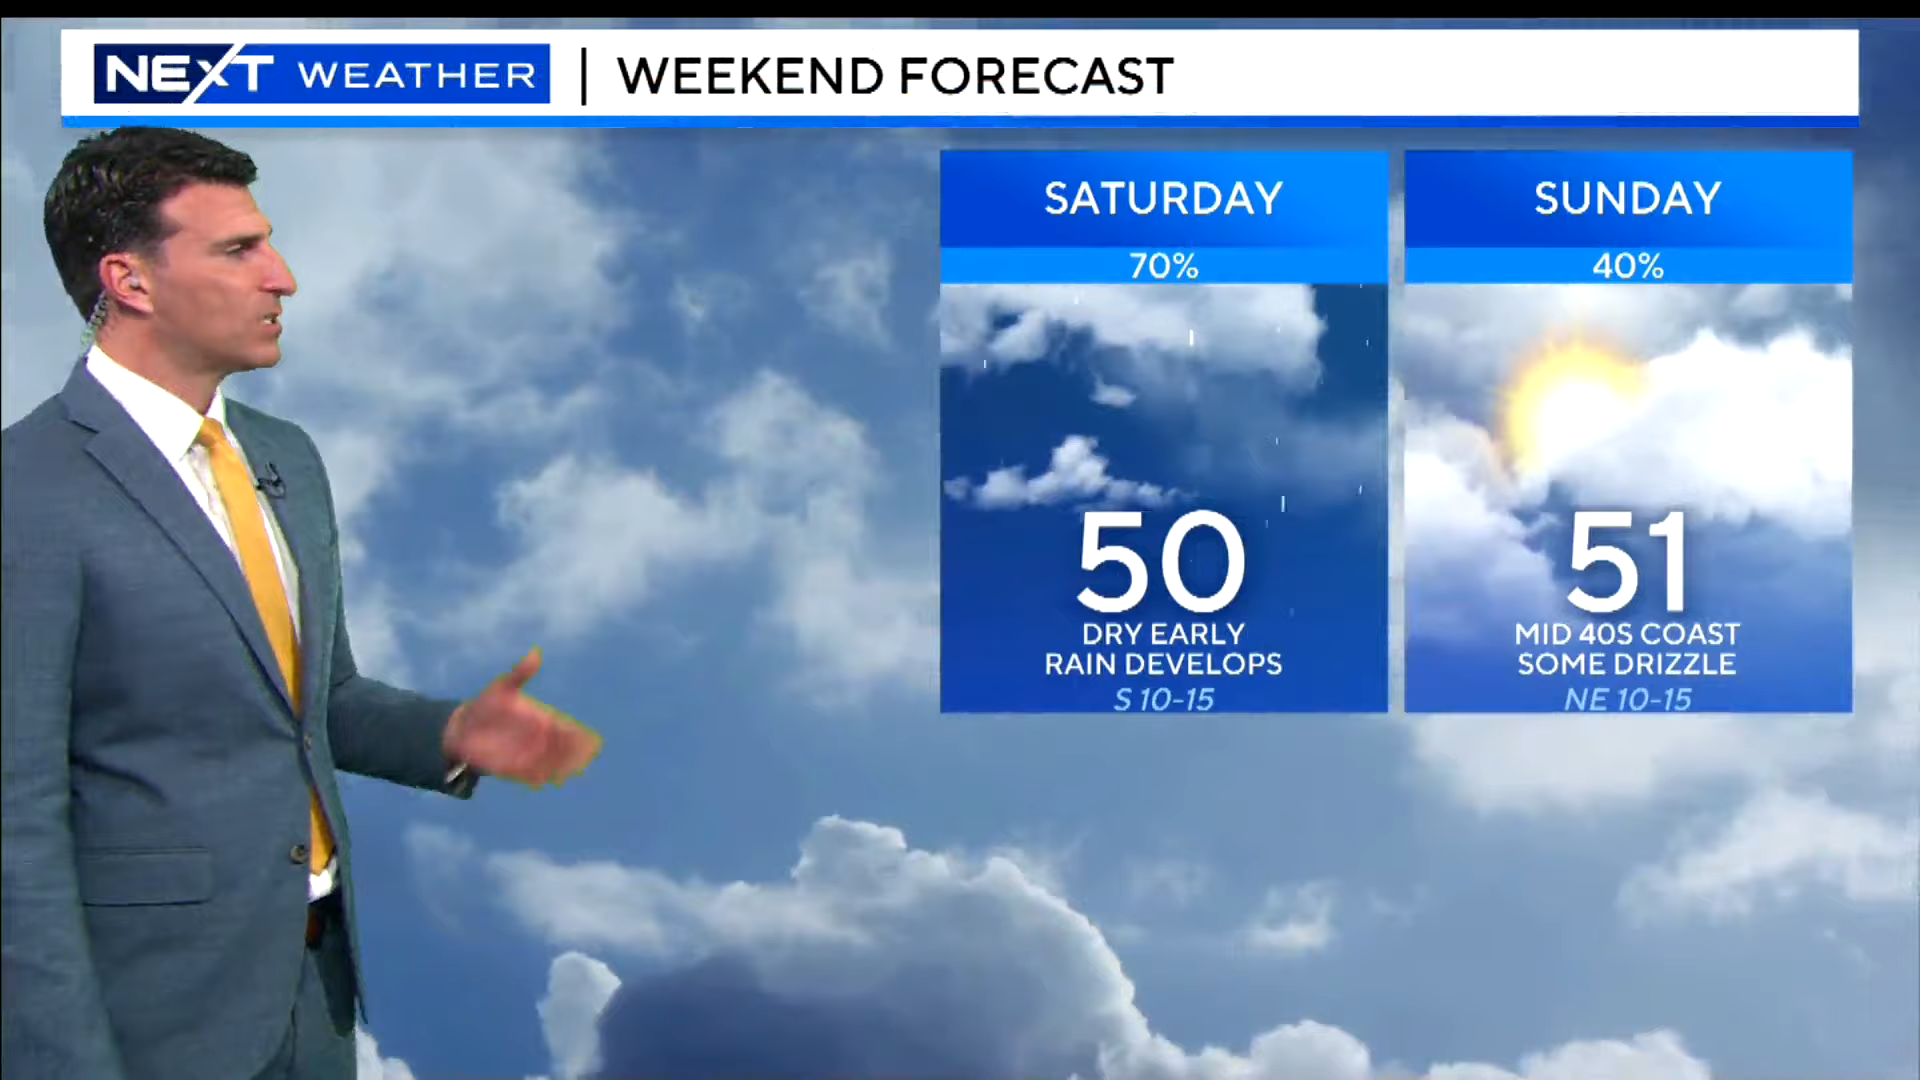 NEXT WEATHER | WEEKEND FORECAST
SATURDAY
70%
50
DRY EARLY
RAIN DEVELOPS
S 10-15
SUNDAY
40%
51
MID 40S COAST
SOME DRIZZLE
NE 10-15